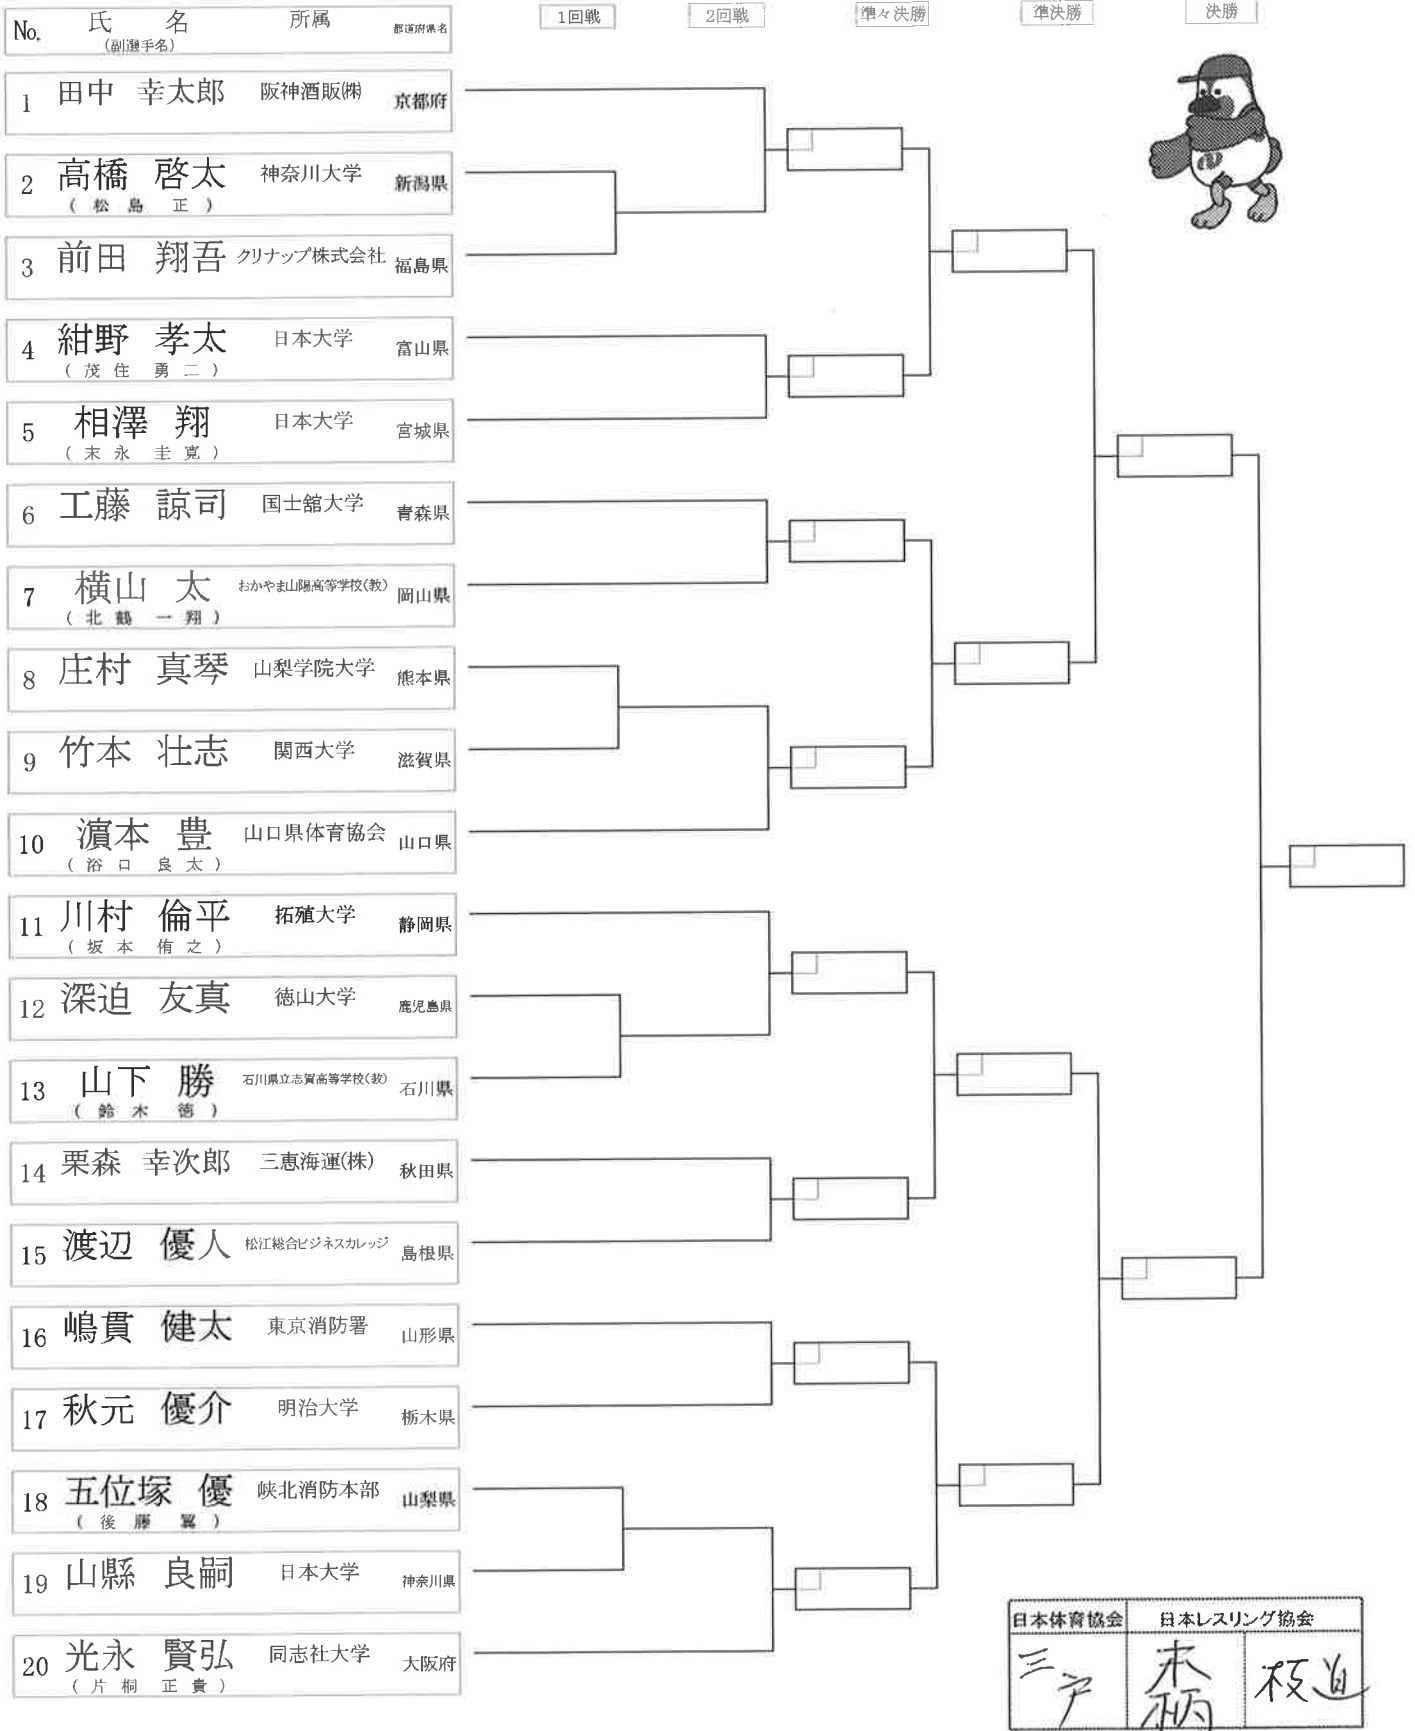 No. 氏 名 所属 都道府県名 1回戦 2回戦 準々決勝 準決勝 決勝
(副選手名)
1 田中 幸太郎 阪神酒販㈱ 京都府
2 高橋 啓太 神奈川大学 新潟県
(松島 正)
3 前田 翔吾 クリナップ株式会社 福島県
4 紺野 孝太 日本大学 富山県
(茂住 勇二)
5 相澤 翔 日本大学 宮城県
(末永 圭寛)
6 工藤 諒司 国士舘大学 青森県
7 横山 太 おかやま山陽高等学校(教) 岡山県
(北鶴 一翔)
8 庄村 真琴 山梨学院大学 熊本県
9 竹本 壮志 関西大学 滋賀県
10 濵本 豊 山口県体育協会 山口県
(浴口 良太)
11 川村 倫平 拓殖大学 静岡県
(坂本 侑之)
12 深迫 友真 徳山大学 鹿児島県
13 山下 勝 石川県立志賀高等学校(教) 石川県
(鈴木 徳)
14 栗森 幸次郎 三恵海運(株) 秋田県
15 渡辺 優人 松江総合ビジネスカレッジ 島根県
16 嶋貫 健太 東京消防署 山形県
17 秋元 優介 明治大学 栃木県
18 五位塚 優 峡北消防本部 山梨県
(後藤 翼)
19 山縣 良嗣 日本大学 神奈川県
20 光永 賢弘 同志社大学 大阪府
(片桐 正貴)
日本体育協会 日本レスリング協会
三戸